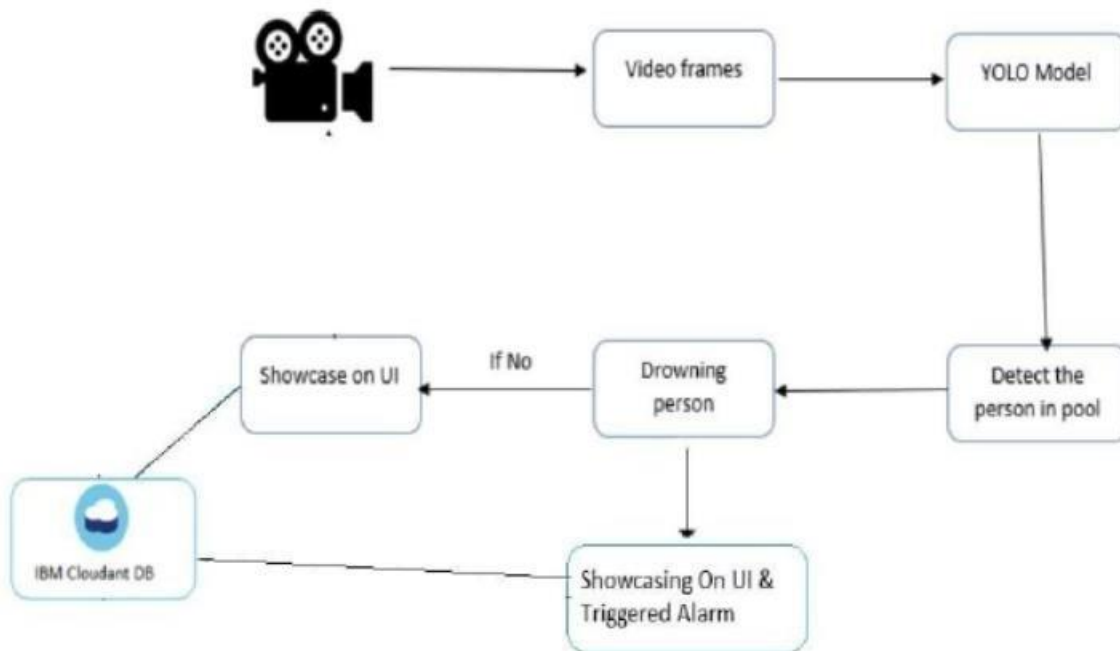 Video frames
YOLO Model
Detect the
person in pool
Drowning
person
If No
Showcase on UI
IBM Cloudant DB
Showcasing On UI &
Triggered Alarm